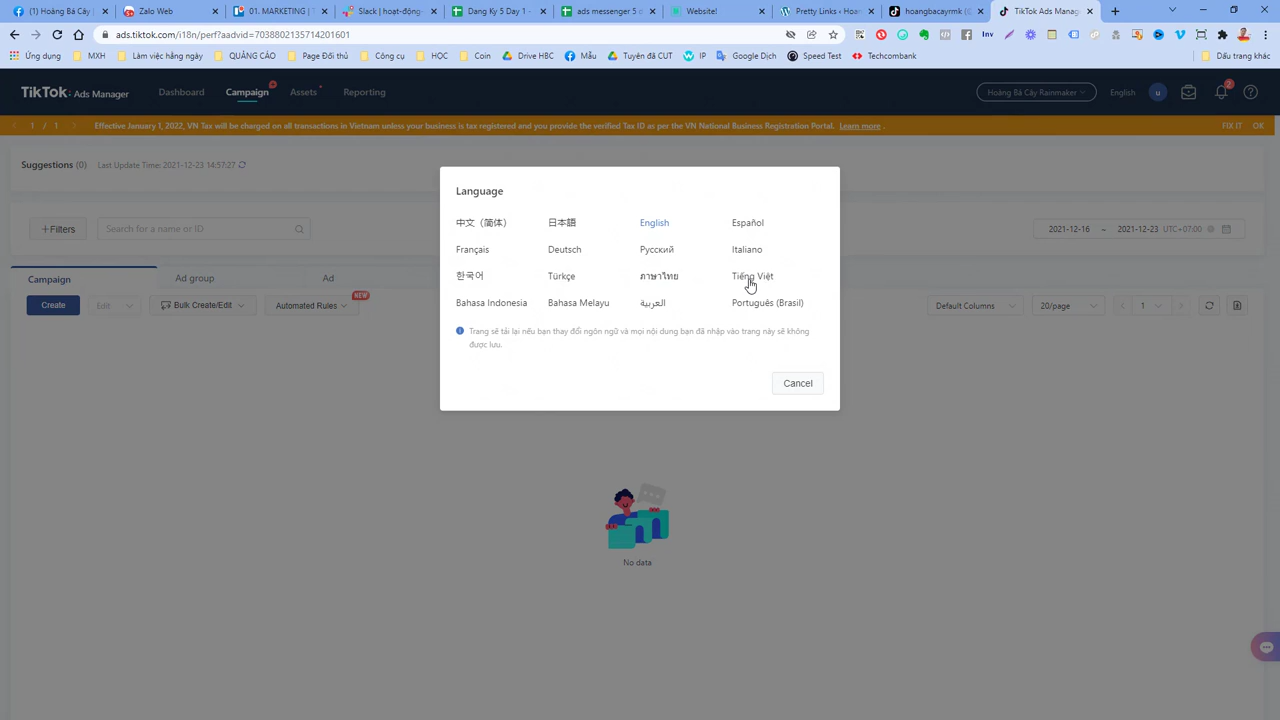 (1) Hoàng Bá Cây |
Zalo Web
01. MARKETING | T
Slack | hoạt-động-
Dang Ky 5 Day 1 -
ads messenger 5 d
Website!
Pretty Links ‹ Hoa
hoangbacayrmk (@
TikTok Ads Manag
ads.tiktok.com/i18n/perf?aadvid=7038802135714201601
Ứng dụng
MXH
Làm việc hằng ngày
QUẢNG CÁO
Page Đối thủ
Công cụ
HỌC
Coin
Drive HBC
Mẫu
Tuyên đã CUT
IP
Google Dịch
Speed Test
Techcombank
Dấu trang khác
TikTok: Ads Manager
Dashboard
Campaign
Assets
Reporting
Hoàng Bá Cây Rainmaker
English
u
2
1 / 1
Effective January 1, 2022, VN Tax will be charged on all transactions in Vietnam unless your business is tax registered and you provide the verified Tax ID as per the VN National Business Registration Portal. Learn more .
FIX IT
OK
Suggestions (0)
Last Update Time: 2021-12-23 14:57:27
+Filters
Search for a name or ID
2021-12-16 ~ 2021-12-23 UTC+07:00
Campaign
Ad group
Ad
Create
Edit
Bulk Create/Edit
Automated Rules
NEW
Default Columns
20/page
1
Language
中文（简体）
日本語
English
Español
Français
Deutsch
Русский
Italiano
한국어
Türkçe
ภาษาไทย
Tiếng Việt
Bahasa Indonesia
Bahasa Melayu
العربية
Português (Brasil)
Trang sẽ tải lại nếu bạn thay đổi ngôn ngữ và mọi nội dung bạn đã nhập vào trang này sẽ không
được lưu.
Cancel
No data